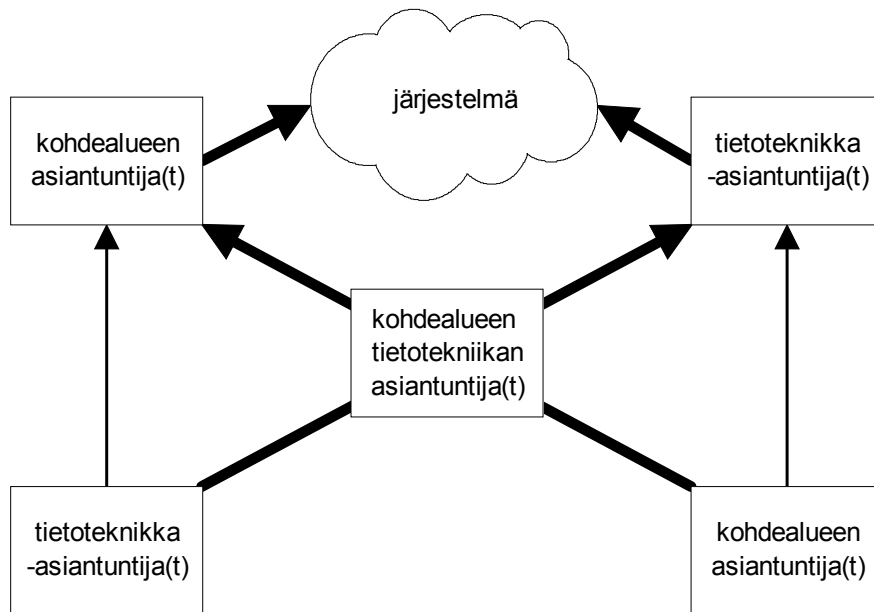 järjestelmä
kohdealueen
asiantuntija(t)
tietoteknikka
-asiantuntija(t)
kohdealueen
tietotekniikan
asiantuntija(t)
tietoteknikka
-asiantuntija(t)
kohdealueen
asiantuntija(t)